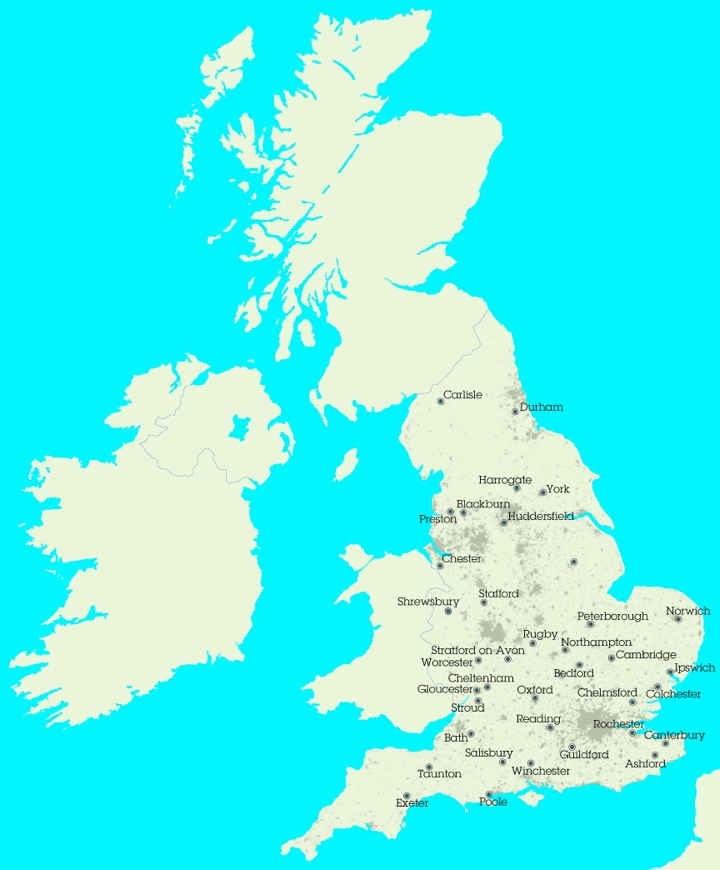 Carlisle
Durham
Harrogate
York
Blackburn
Preston
Huddersfield
Chester
Stafford
Shrewsbury
Norwich
Peterborough
Rugby
Northampton
Stratford on Avon
Cambridge
Worcester
Ipswich
Bedford
Cheltenham
Gloucester
Oxford
Chelmsford
Colchester
Stroud
Reading
Rochester
Bath
Canterbury
Salisbury
Guildford
Ashford
Taunton
Winchester
Exeter
Poole